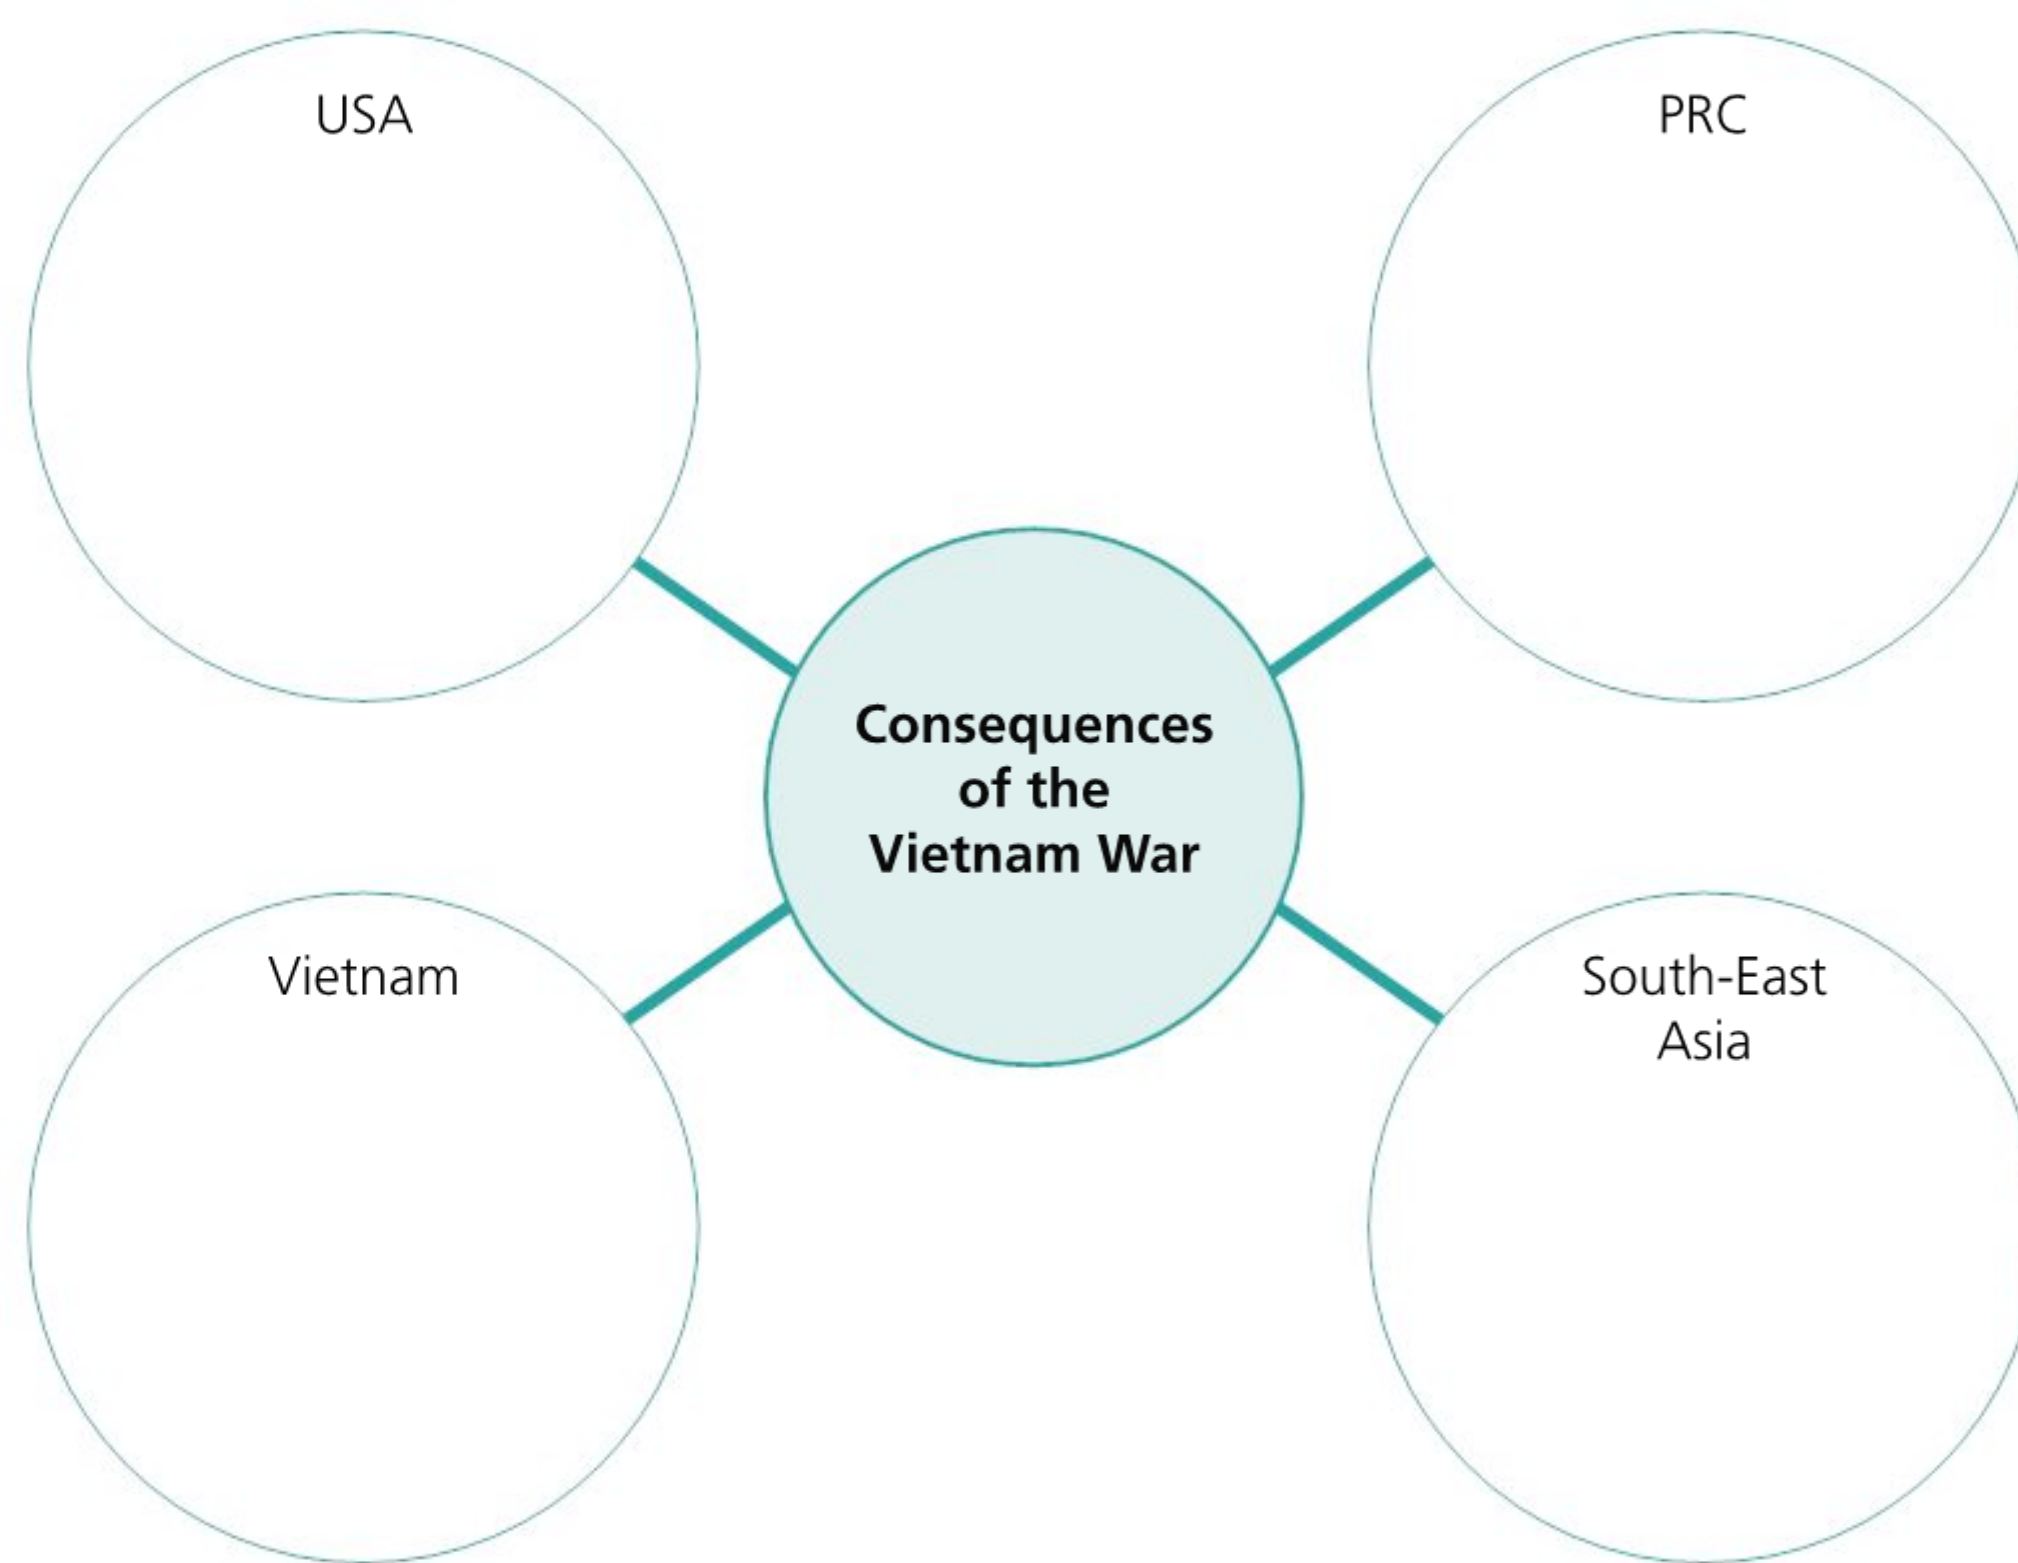 USA
PRC
Consequences
of the
Vietnam War
Vietnam
South-East
Asia